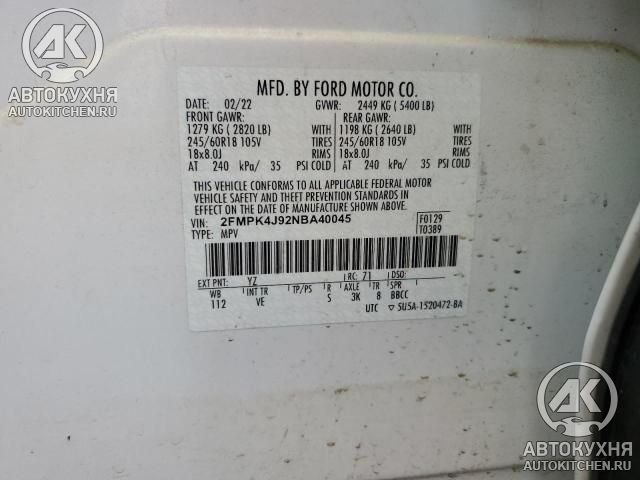 АВТОКУХНЯ
AUTOKITCHEN.RU
MFD. BY FORD MOTOR CO.
DATE: 02/22 GVWR: 2449 KG ( 5400 LB)
FRONT GAWR: REAR GAWR:
1279 KG ( 2820 LB) WITH 1198 KG ( 2640 LB) WITH
245/60R18 105V TIRES 245/60R18 105V TIRES
18x8.0J RIMS 18x8.0J RIMS
AT 240 kPa/ 35 PSI COLD AT 240 kPa/ 35 PSI COLD
THIS VEHICLE CONFORMS TO ALL APPLICABLE FEDERAL MOTOR
VEHICLE SAFETY AND THEFT PREVENTION STANDARDS IN
EFFECT ON THE DATE OF MANUFACTURE SHOWN ABOVE.
VIN: 2FMPK4J92NBA40045 F0129
TYPE: MPV T0389
EXT PNT: YZ RC: 71 DSO:
WB INT TR TP/PS R AXLE TR SPR
112 VE S 3K 8 BBCC
UTC ▽ 5U5A-1520472-BA
АК
АВТОКУХНЯ
AUTOKITCHEN.RU